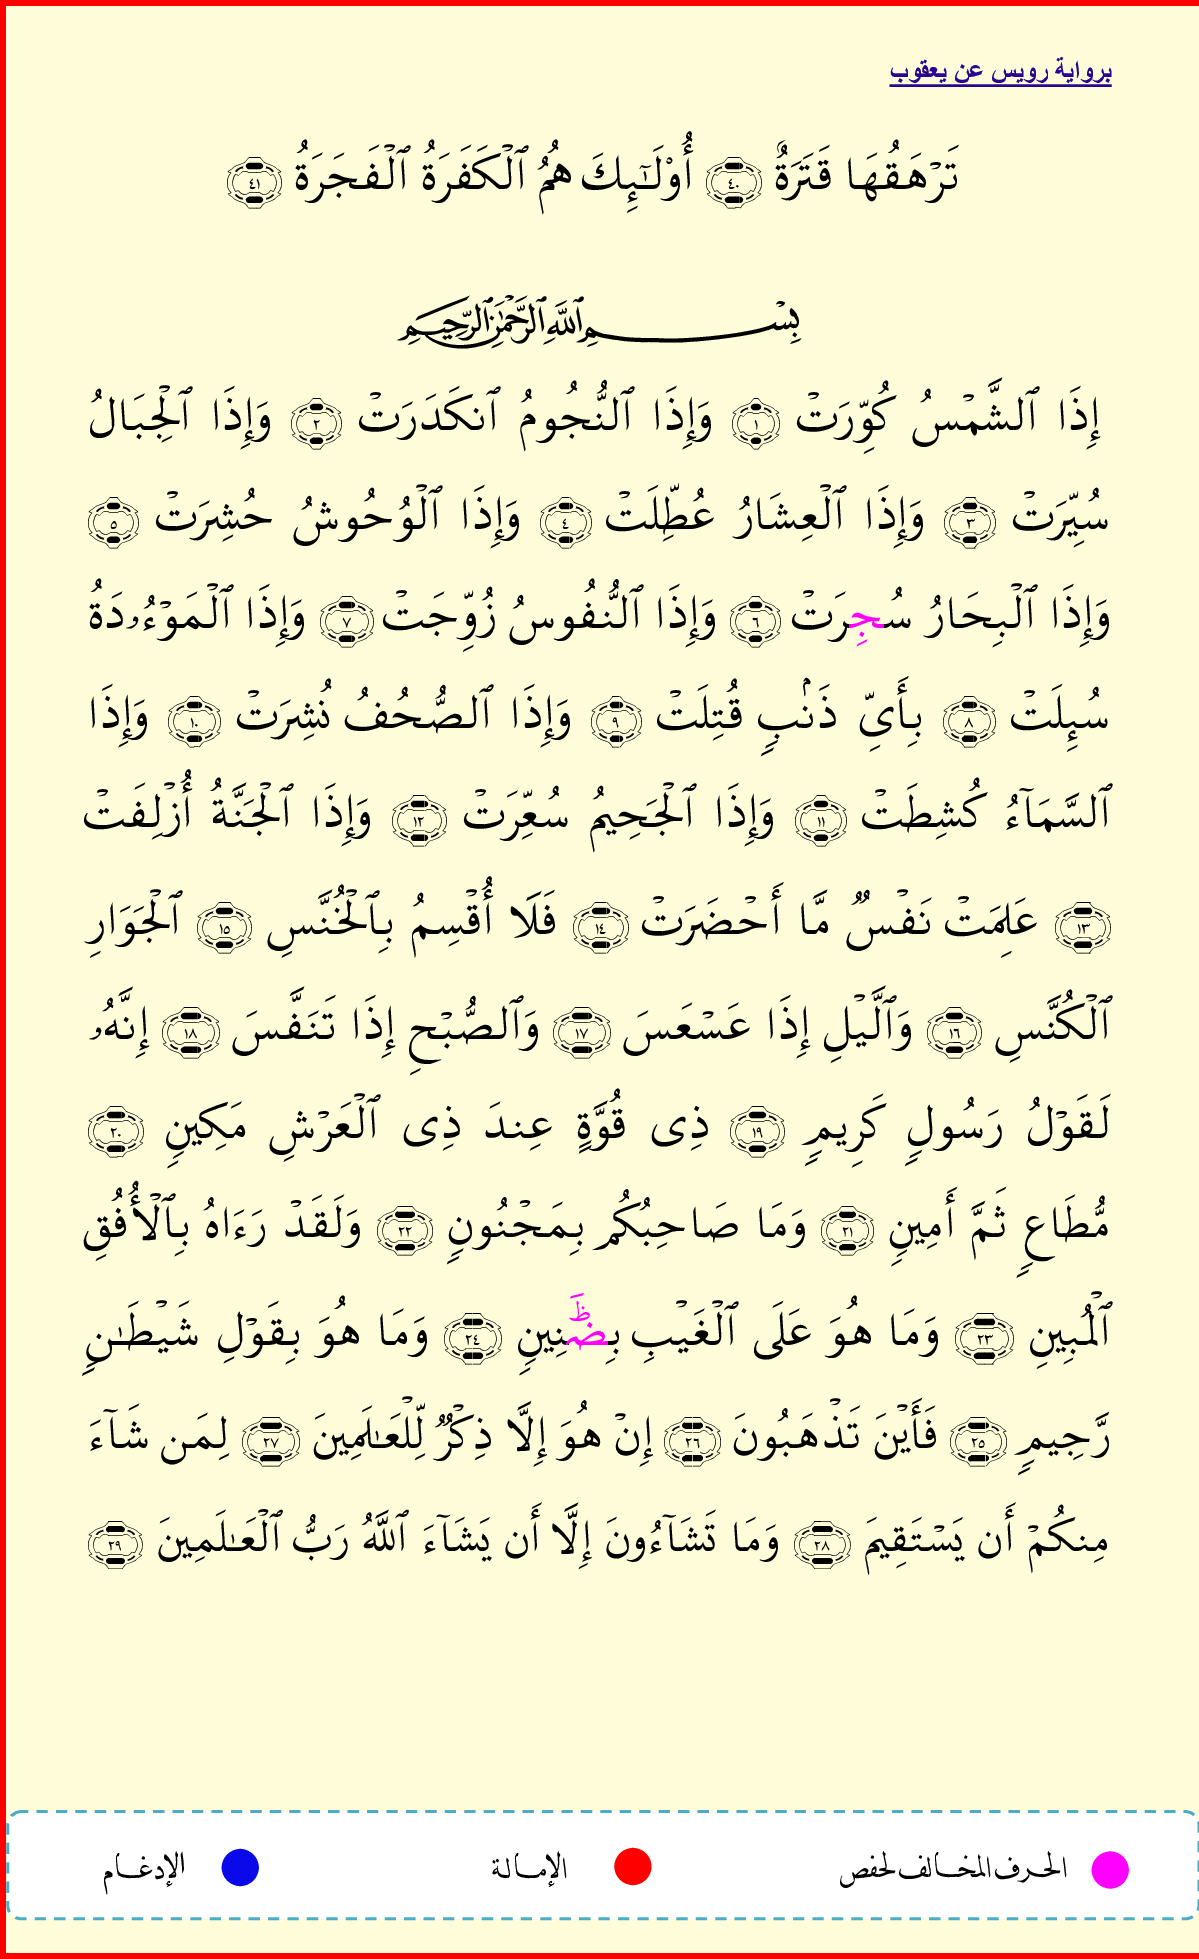 برواية رويس عن يعقوب
تَرْهَقُهَا قَتَرَةٌ ٤٠ أُو۟لَـٰٓئِكَ هُمُ ٱلْكَفَرَةُ ٱلْفَجَرَةُ ٤١
بِسْمِ ٱللَّهِ ٱلرَّحْمَـٰنِ ٱلرَّحِيمِ
إِذَا ٱلشَّمْسُ كُوِّرَتْ ١ وَإِذَا ٱلنُّجُومُ ٱنكَدَرَتْ ٢ وَإِذَا ٱلْجِبَالُ
سُيِّرَتْ ٣ وَإِذَا ٱلْعِشَارُ عُطِّلَتْ ٤ وَإِذَا ٱلْوُحُوشُ حُشِرَتْ ٥
وَإِذَا ٱلْبِحَارُ سُجِرَتْ ٦ وَإِذَا ٱلنُّفُوسُ زُوِّجَتْ ٧ وَإِذَا ٱلْمَوْءُۥدَةُ
سُئِلَتْ ٨ بِأَىِّ ذَنۢبٍ قُتِلَتْ ٩ وَإِذَا ٱلصُّحُفُ نُشِرَتْ ١٠ وَإِذَا
ٱلسَّمَآءُ كُشِطَتْ ١١ وَإِذَا ٱلْجَحِيمُ سُعِّرَتْ ١٢ وَإِذَا ٱلْجَنَّةُ أُزْلِفَتْ
١٣ عَلِمَتْ نَفْسٌ مَّا أَحْضَرَتْ ١٤ فَلَا أُقْسِمُ بِٱلْخُنَّسِ ١٥ ٱلْجَوَارِ
ٱلْكُنَّسِ ١٦ وَٱلَّيْلِ إِذَا عَسْعَسَ ١٧ وَٱلصُّبْحِ إِذَا تَنَفَّسَ ١٨ إِنَّهُۥ
لَقَوْلُ رَسُولٍ كَرِيمٍ ١٩ ذِى قُوَّةٍ عِندَ ذِى ٱلْعَرْشِ مَكِينٍ ٢٠
مُّطَاعٍ ثَمَّ أَمِينٍ ٢١ وَمَا صَاحِبُكُم بِمَجْنُونٍ ٢٢ وَلَقَدْ رَءَاهُ بِٱلْأُفُقِ
ٱلْمُبِينِ ٢٣ وَمَا هُوَ عَلَى ٱلْغَيْبِ بِضَنِينٍ ظ ٢٤ وَمَا هُوَ بِقَوْلِ شَيْطَـٰنٍ
رَّجِيمٍ ٢٥ فَأَيْنَ تَذْهَبُونَ ٢٦ إِنْ هُوَ إِلَّا ذِكْرٌ لِّلْعَـٰلَمِينَ ٢٧ لِمَن شَآءَ
مِنكُمْ أَن يَسْتَقِيمَ ٢٨ وَمَا تَشَآءُونَ إِلَّا أَن يَشَآءَ ٱللَّهُ رَبُّ ٱلْعَـٰلَمِينَ ٢٩
الحرف المخالف لحفص الإمالة الإدغام